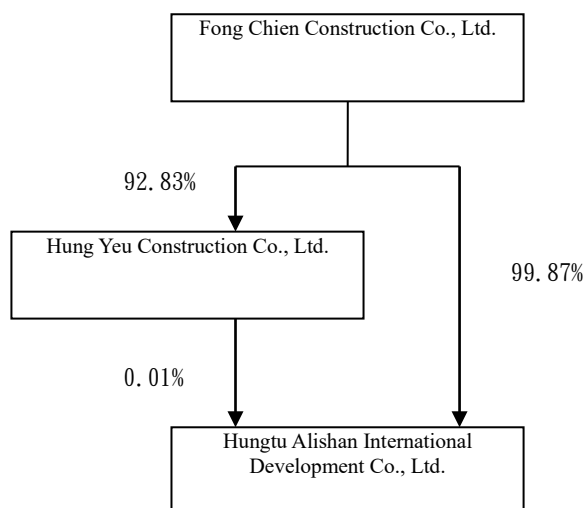 Fong Chien Construction Co., Ltd.
92.83%
Hung Yeu Construction Co., Ltd.
99.87%
0.01%
Hungtu Alishan International
Development Co., Ltd.